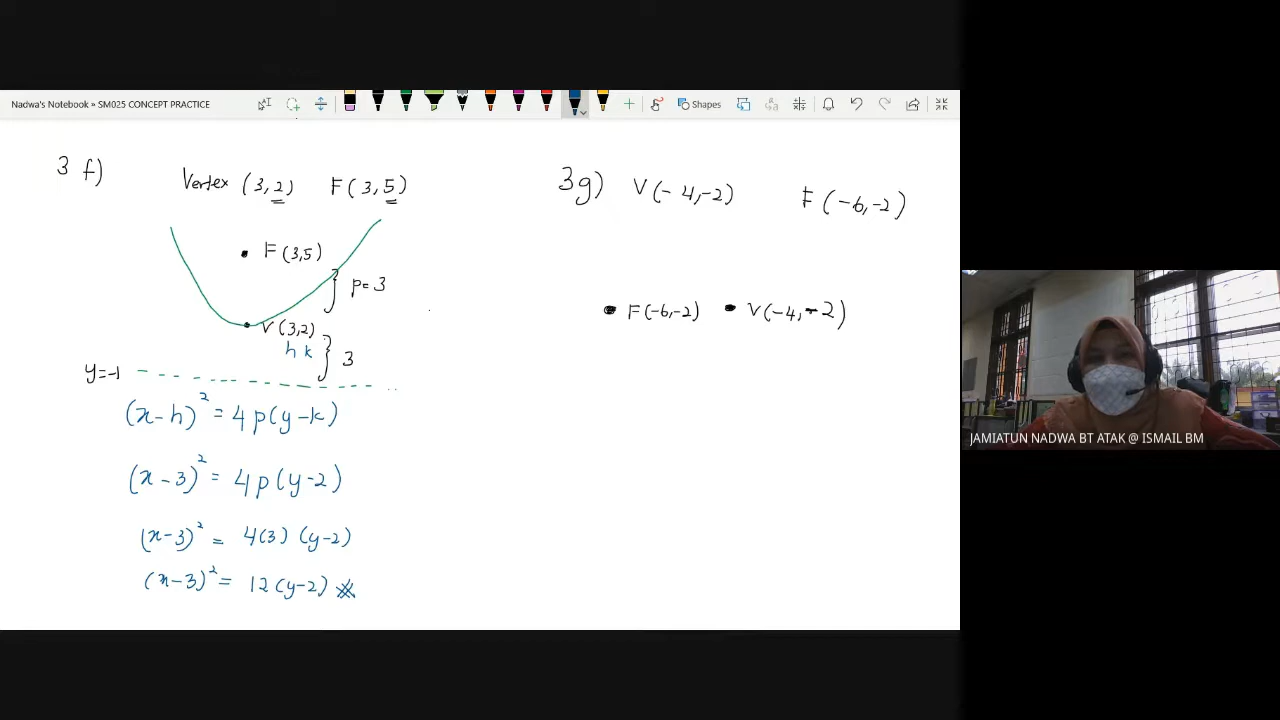 Nadwa's Notebook » SM025 CONCEPT PRACTICE
Shapes
3 f)
Vertex (3, 2) F(3, 5)
F (3,5)
p = 3
V (3,2)
h k
3
y=-1
(x-h)² = 4p(y-k)
(x-3)² = 4p(y-2)
(x-3)² = 4(3) (y-2)
(x-3)² = 12(y-2)
3g) V(-4,-2) F(-6,-2)
F(-6,-2) V(-4,-2)
JAMIATUN NADWA BT ATAK @ ISMAIL BM